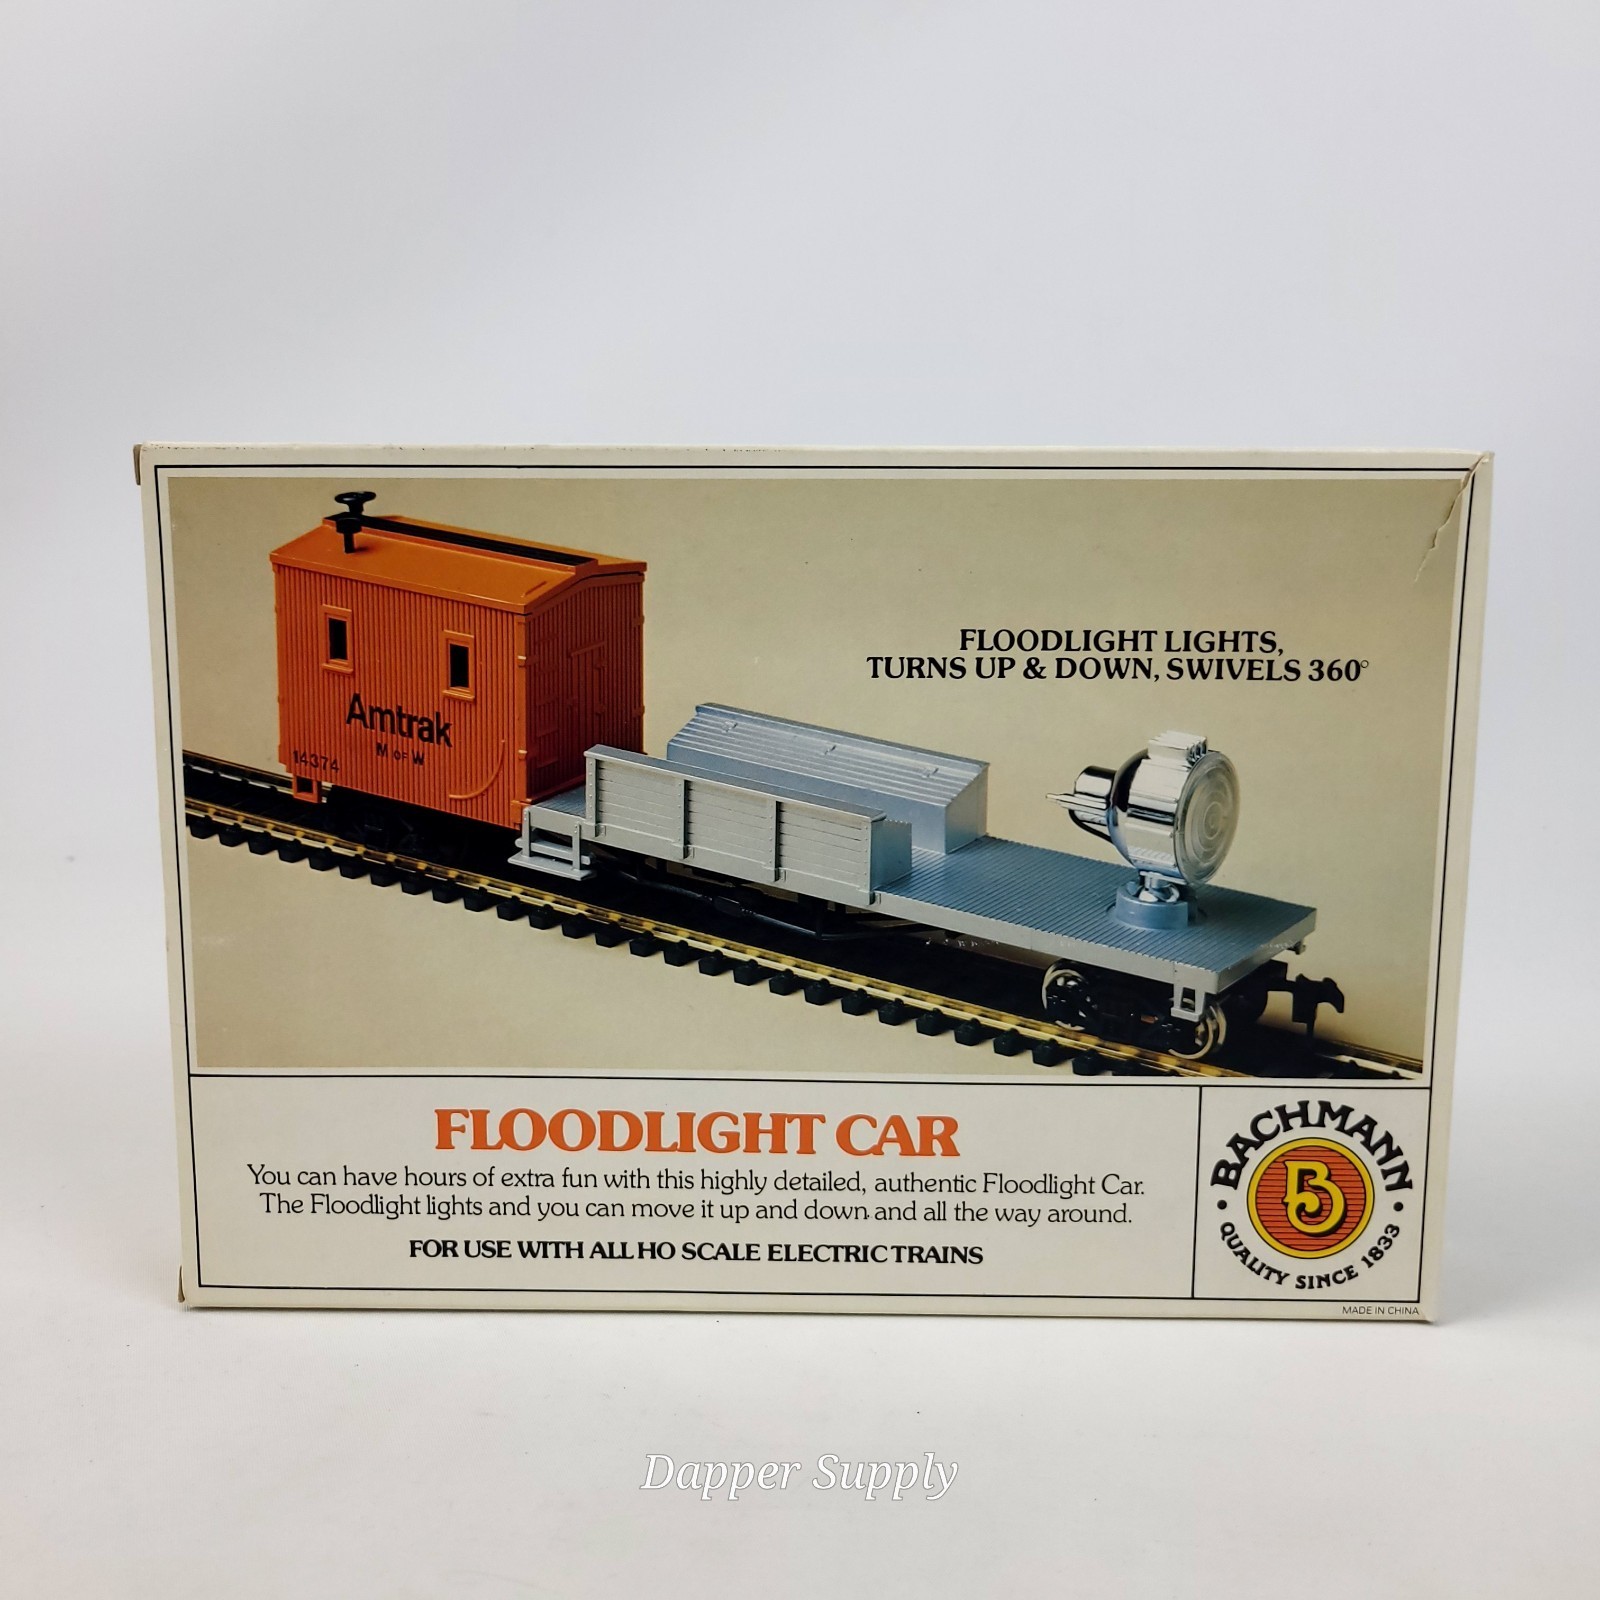 FLOODLIGHT LIGHTS,
TURNS UP & DOWN, SWIVELS 360°
Amtrak
M OF W
14374
FLOODLIGHT CAR
You can have hours of extra fun with this highly detailed, authentic Floodlight Car.
The Floodlight lights and you can move it up and down and all the way around.
FOR USE WITH ALL HO SCALE ELECTRIC TRAINS
BACHMANN
B
• QUALITY SINCE 1833 •
MADE IN CHINA
Dapper Supply